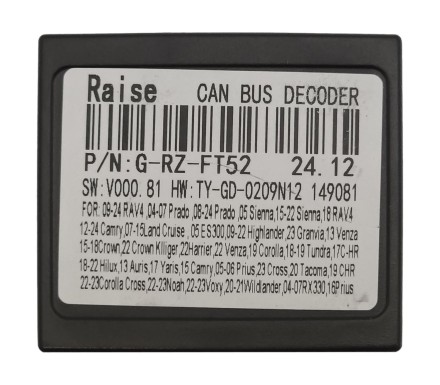 Raise CAN BUS DECODER
P/N:G-RZ-FT52 24.12
SW:V000.81 HW:TY-GD-0209N12 149081
FOR: 09-24 RAV4 ,04-07 Prado ,08-24 Prado ,05 Sienna,15-22 Sienna,18 RAV4
12-24 Camry ,07-15Land Cruise , 05 ES300,09-22 Highlander,23 Granvia,13 Venza
15-18Crown,22 Crown Klliger,22Harrier,22 Venza,19 Corolla,18-19 Tundra,17C-HR
18-22 Hilux,13 Auris,17 Yaris,15 Camry,05-06 Prius,23 Cross,20 Tacoma,19 CHR
22-23Corolla Cross,22-23Noah,22-23Voxy,20-21Wildlander,04-07RX330,16Prius